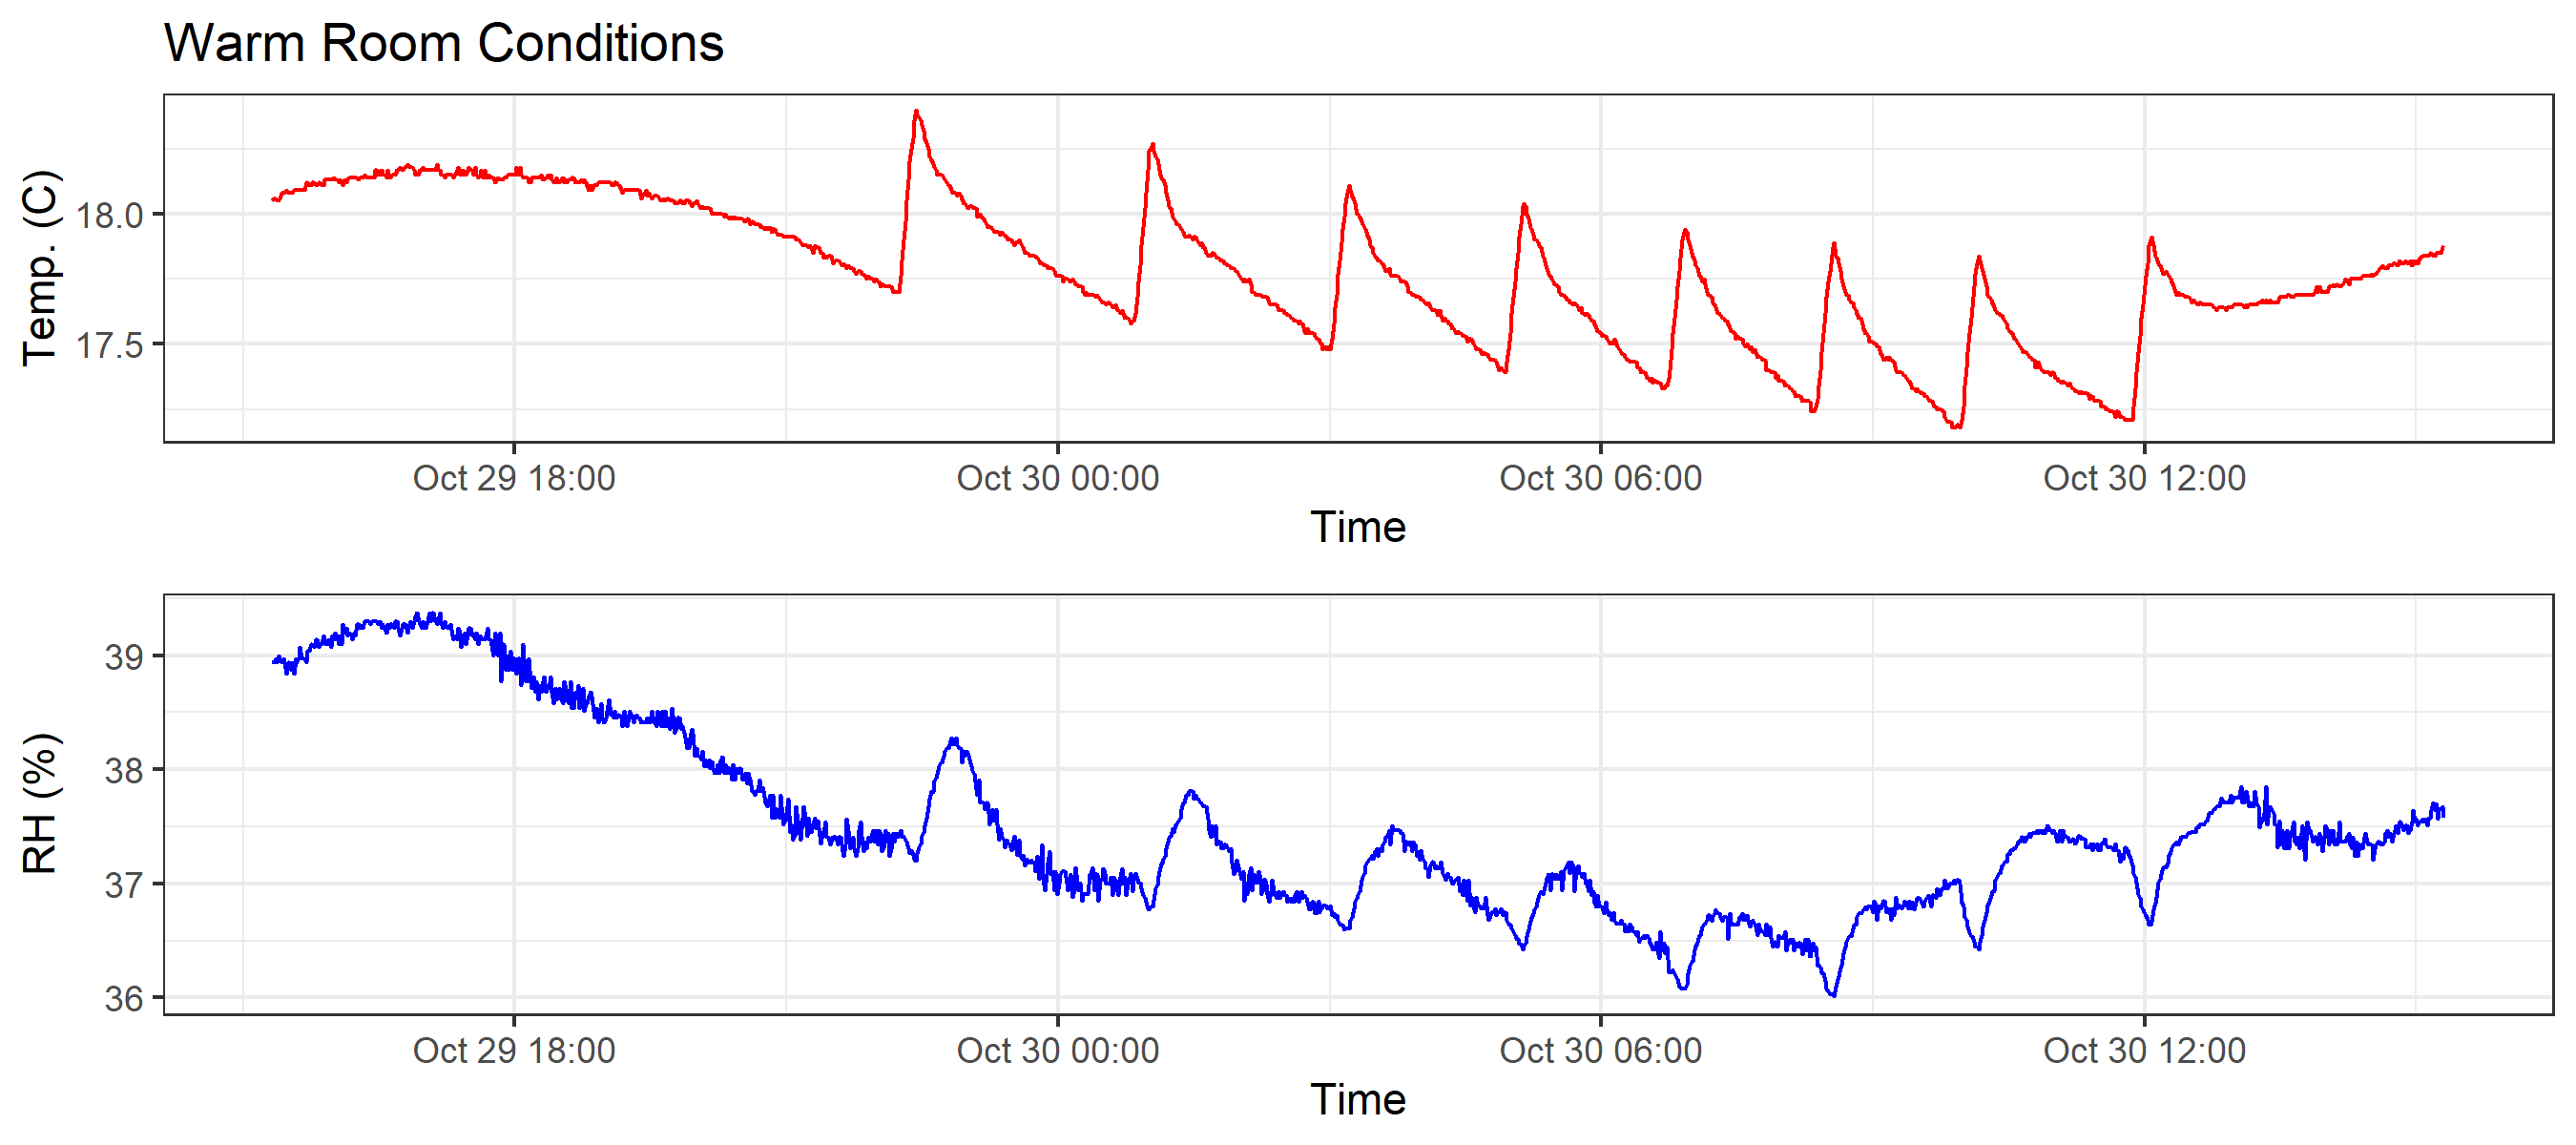 Warm Room Conditions
Temp. (C)
18.0
17.5
Oct 29 18:00 Oct 30 00:00 Oct 30 06:00 Oct 30 12:00
Time
RH (%)
39
38
37
36
Oct 29 18:00 Oct 30 00:00 Oct 30 06:00 Oct 30 12:00
Time